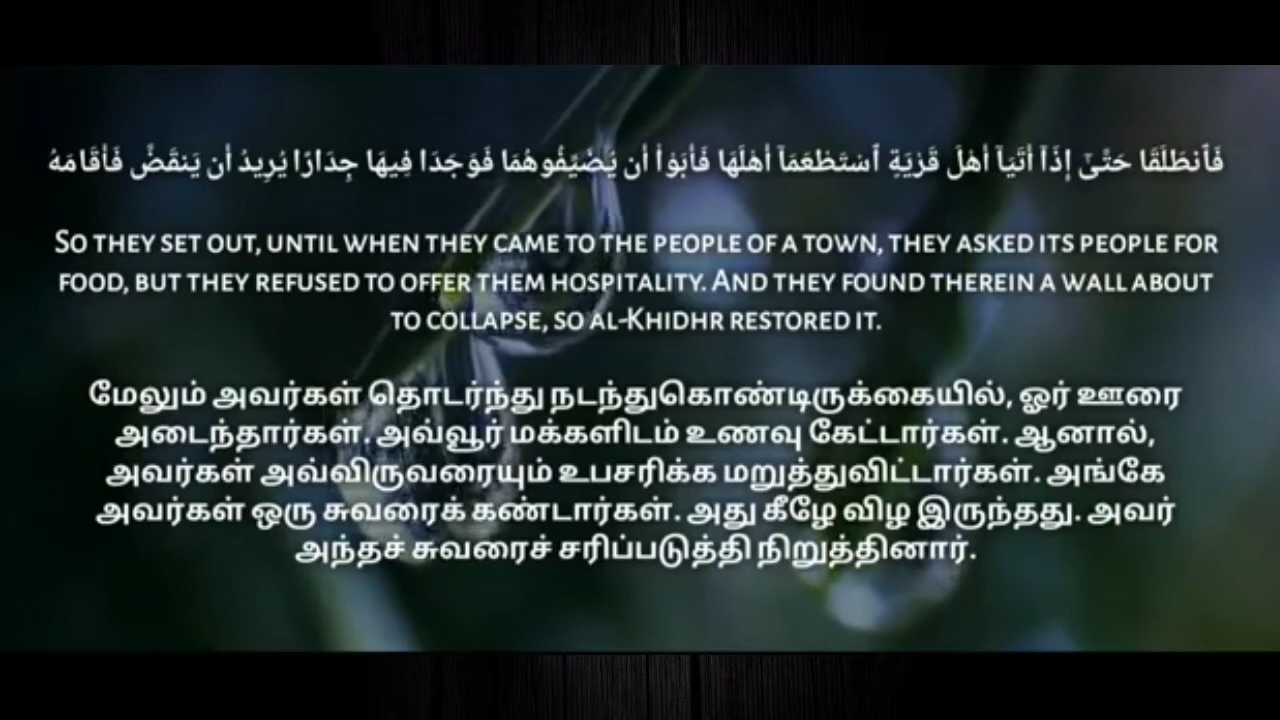 فَٱنطَلَقَا حَتَّىٰٓ إِذَآ أَتَيَآ أَهْلَ قَرْيَةٍ ٱسْتَطْعَمَآ أَهْلَهَا فَأَبَوْا۟ أَن يُضَيِّفُوهُمَا فَوَجَدَا فِيهَا جِدَارًا يُرِيدُ أَن يَنقَضَّ فَأَقَامَهُ
So they set out, until when they came to the people of a town, they asked its people for
food, but they refused to offer them hospitality. And they found therein a wall about
to collapse, so al-Khidhr restored it.
மேலும் அவர்கள் தொடர்ந்து நடந்துகொண்டிருக்கையில், ஓர் ஊரை
அடைந்தார்கள். அவ்வூர் மக்களிடம் உணவு கேட்டார்கள். ஆனால்,
அவர்கள் அவ்விருவரையும் உபசரிக்க மறுத்துவிட்டார்கள். அங்கே
அவர்கள் ஒரு சுவரைக் கண்டார்கள். அது கீழே விழ இருந்தது. அவர்
அந்தச் சுவரைச் சரிப்படுத்தி நிறுத்தினார்.